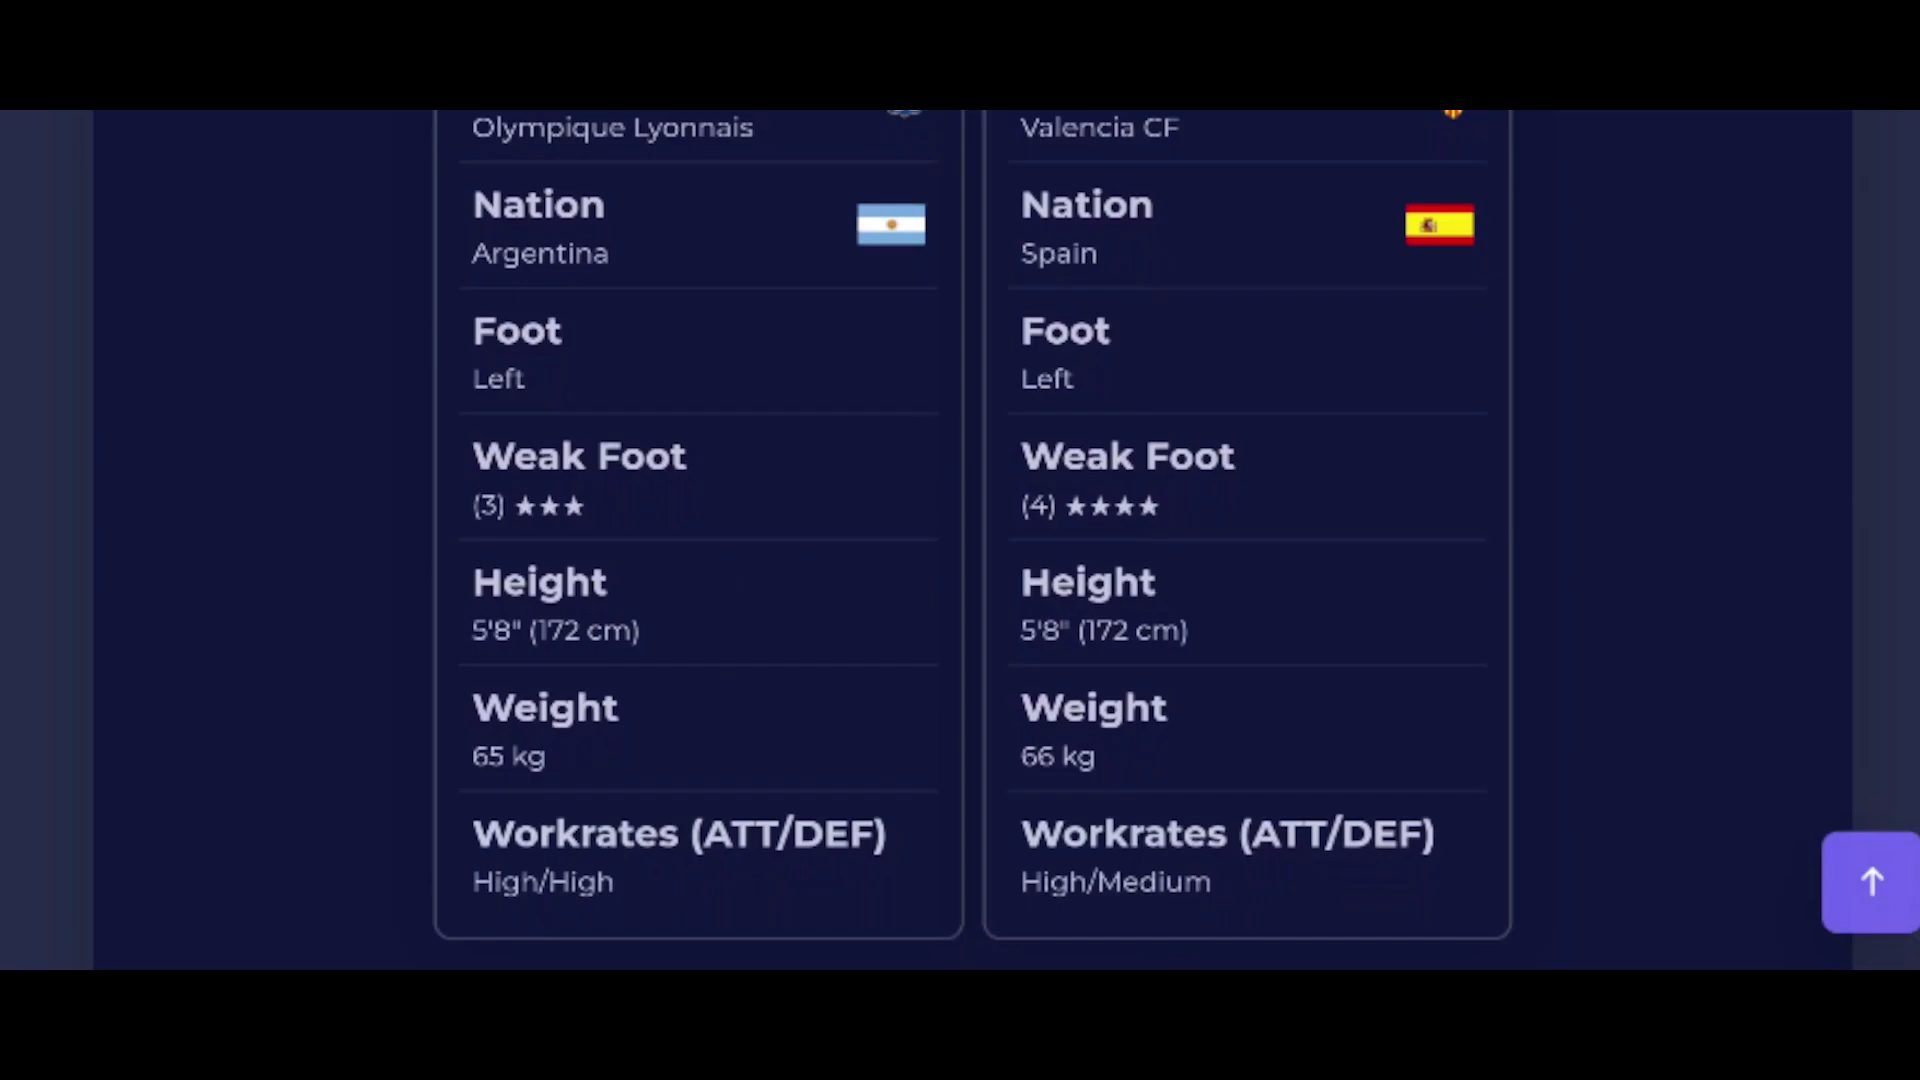 Olympique Lyonnais
Nation
Argentina
Foot
Left
Weak Foot
(3) ★★★
Height
5'8" (172 cm)
Weight
65 kg
Workrates (ATT/DEF)
High/High
Valencia CF
Nation
Spain
Foot
Left
Weak Foot
(4) ★★★★
Height
5'8" (172 cm)
Weight
66 kg
Workrates (ATT/DEF)
High/Medium